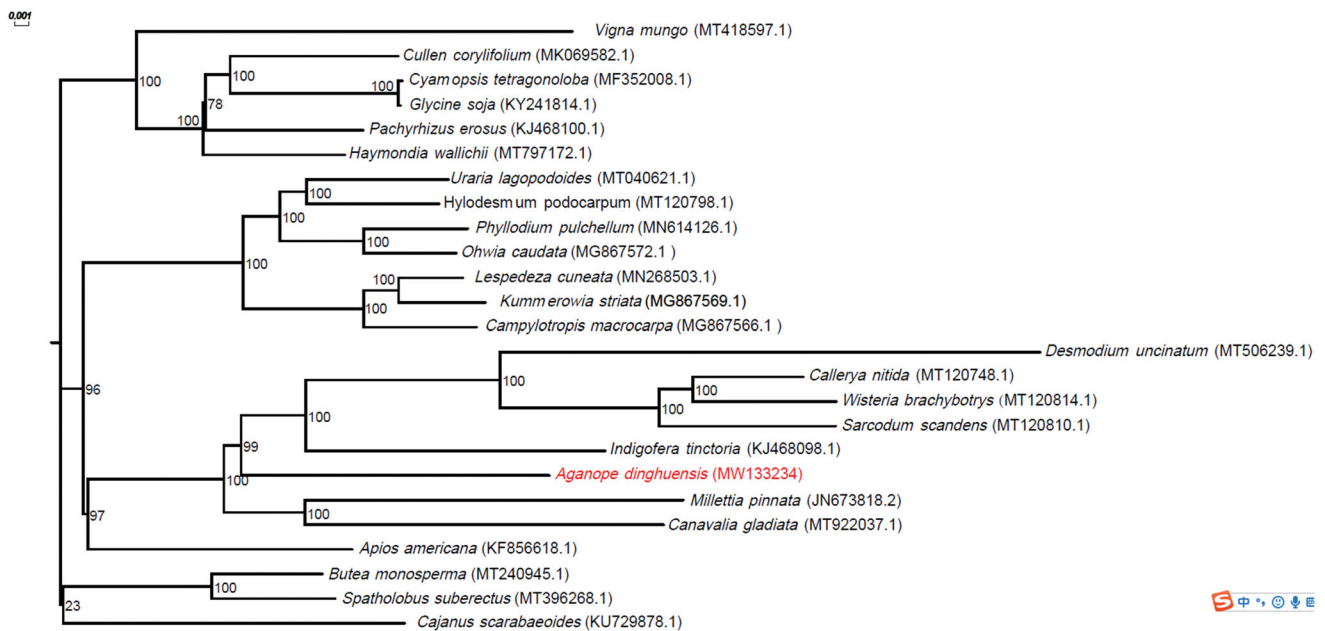 0.001
Vigna mungo (MT418597.1)
Cullen corylifolium (MK069582.1)
100
100
Cyamopsis tetragonoloba (MF352008.1)
100
78
Glycine soja (KY241814.1)
100
Pachyrhizus erosus (KJ468100.1)
Haymondia wallichii (MT797172.1)
Uraria lagopodoides (MT040621.1)
100
Hylodesmum podocarpum (MT120798.1)
100
Phyllodium pulchellum (MN614126.1)
100
Ohwia caudata (MG867572.1 )
100
Lespedeza cuneata (MN268503.1)
100
Kummerowia striata (MG867569.1)
100
Campylotropis macrocarpa (MG867566.1 )
Desmodium uncinatum (MT506239.1)
100
Callerya nitida (MT120748.1)
96
100
Wisteria brachybotrys (MT120814.1)
100
100
Sarcodum scandens (MT120810.1)
99
Indigofera tinctoria (KJ468098.1)
Aganope dinghuensis (MW133234)
100
Millettia pinnata (JN673818.2)
97
100
Canavalia gladiata (MT922037.1)
Apios americana (KF856618.1)
Butea monosperma (MT240945.1)
100
Spatholobus suberectus (MT396268.1)
23
Cajanus scarabaeoides (KU729878.1)
S 中